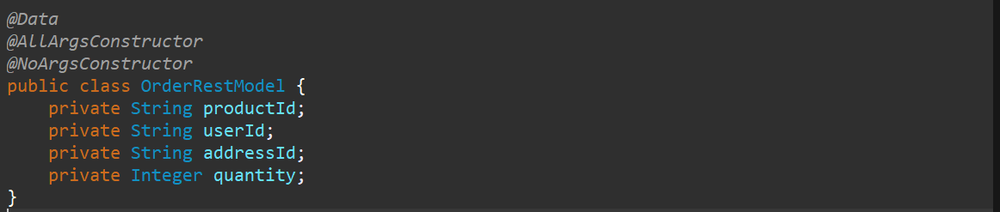 @Data
@AllArgsConstructor
@NoArgsConstructor
public class OrderRestModel {
    private String productId;
    private String userId;
    private String addressId;
    private Integer quantity;
}